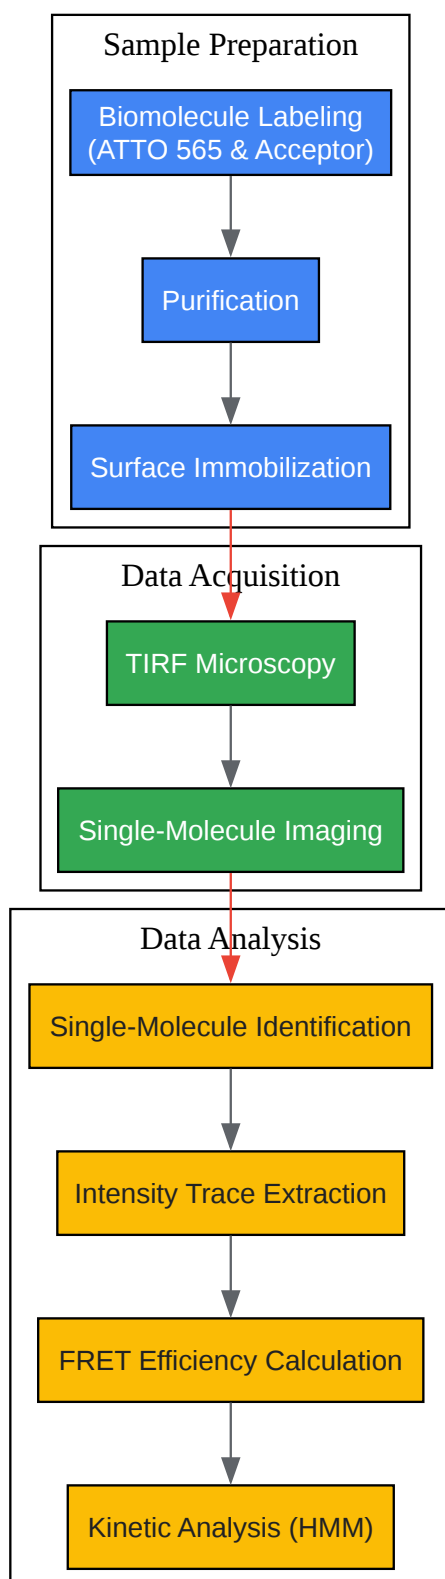 Sample Preparation
Biomolecule Labeling
(ATTO 565 & Acceptor)
Purification
Surface Immobilization
Data Acquisition
TIRF Microscopy
Single-Molecule Imaging
Data Analysis
Single-Molecule Identification
Intensity Trace Extraction
FRET Efficiency Calculation
Kinetic Analysis (HMM)